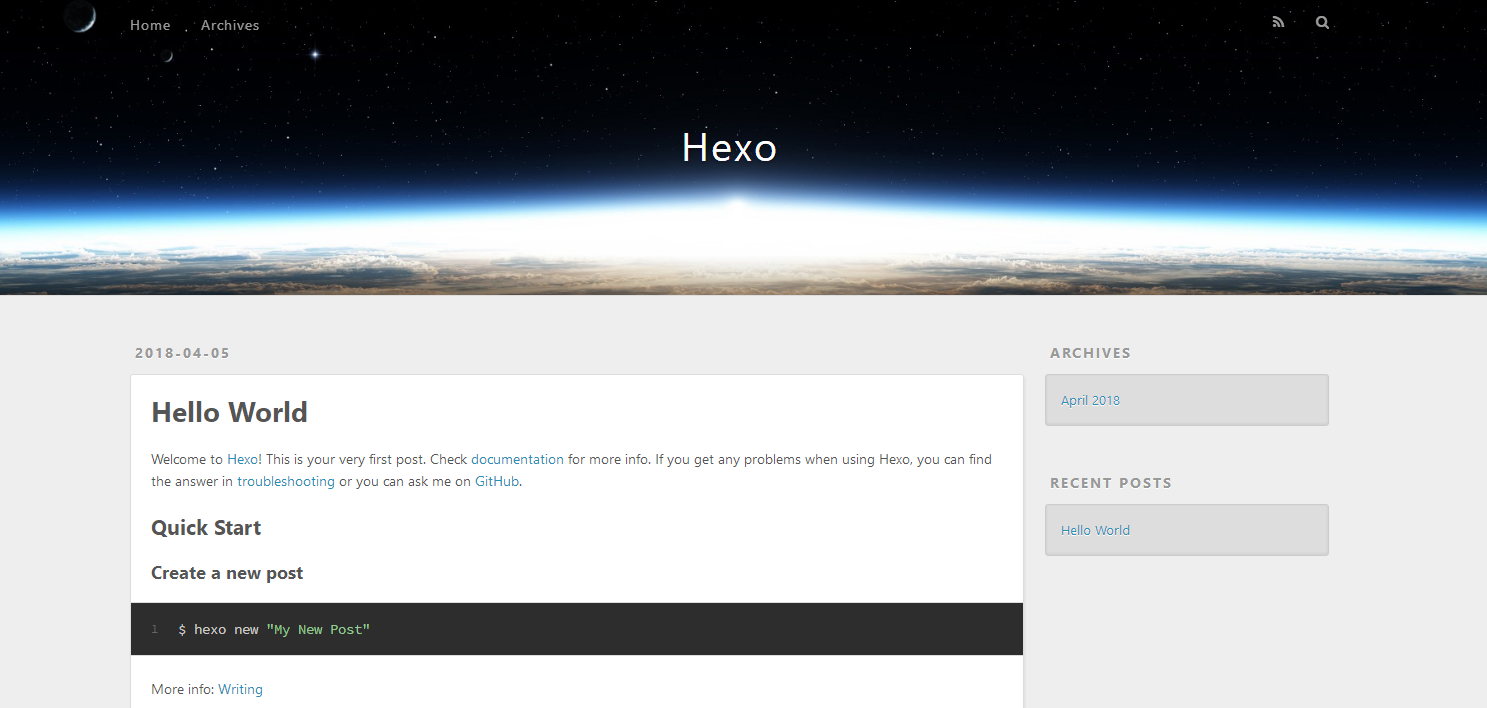 Home Archives
Hexo
2018-04-05
Hello World
Welcome to Hexo! This is your very first post. Check documentation for more info. If you get any problems when using Hexo, you can find
the answer in troubleshooting or you can ask me on GitHub.
Quick Start
Create a new post
1 $ hexo new "My New Post"
More info: Writing
ARCHIVES
April 2018
RECENT POSTS
Hello World